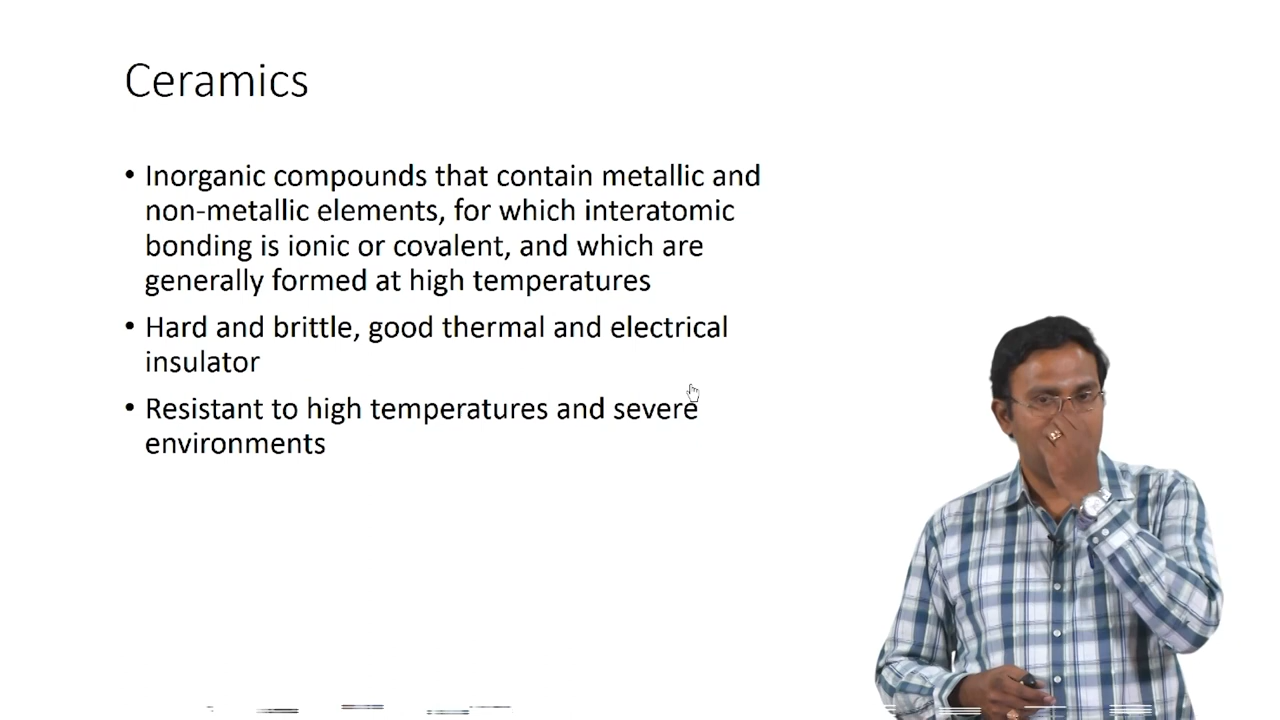 Ceramics
• Inorganic compounds that contain metallic and
non-metallic elements, for which interatomic
bonding is ionic or covalent, and which are
generally formed at high temperatures
• Hard and brittle, good thermal and electrical
insulator
• Resistant to high temperatures and severe
environments